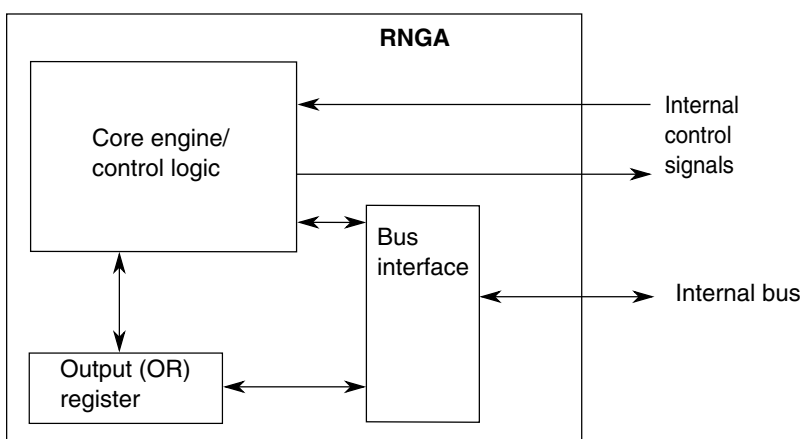 RNGA
Core engine/
control logic
Internal
control
signals
Bus
interface
Internal bus
Output (OR)
register